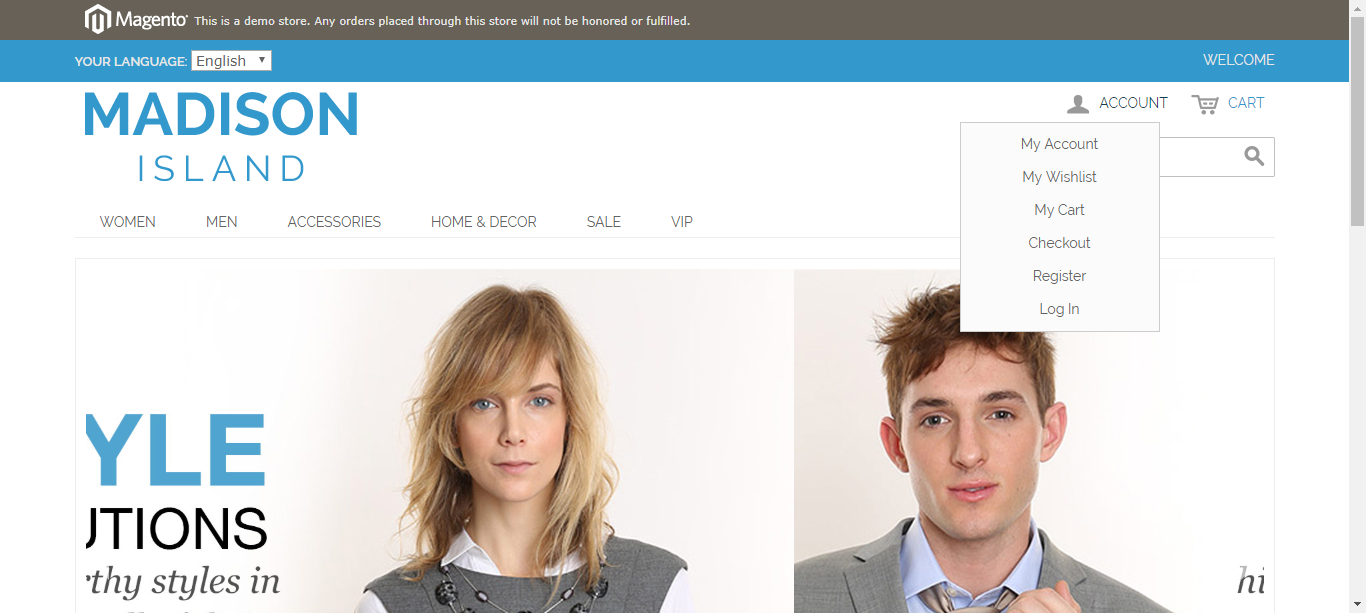 Magento This is a demo store. Any orders placed through this store will not be honored or fulfilled.
YOUR LANGUAGE: English
WELCOME
MADISON
ISLAND
ACCOUNT
CART
My Account
My Wishlist
My Cart
Checkout
Register
Log In
WOMEN MEN ACCESSORIES HOME & DECOR SALE VIP
YLE
UTIONS
rthy styles in
hi